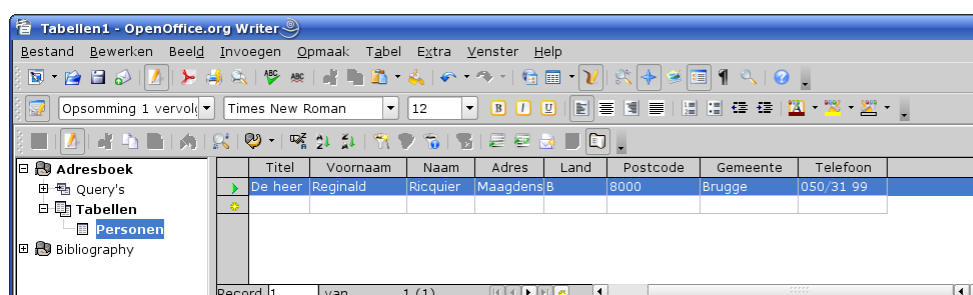 Tabellen1 - OpenOffice.org Writer
Bestand Bewerken Beeld Invoegen Opmaak Tabel Extra Venster Help
Opsomming 1 vervolg Times New Roman 12
Adresboek
Query's
Tabellen
Personen
Bibliography
Titel Voornaam Naam Adres Land Postcode Gemeente Telefoon
De heer Reginald Ricquier Maagdens B 8000 Brugge 050/31 99
Record 1 van 1 (1)